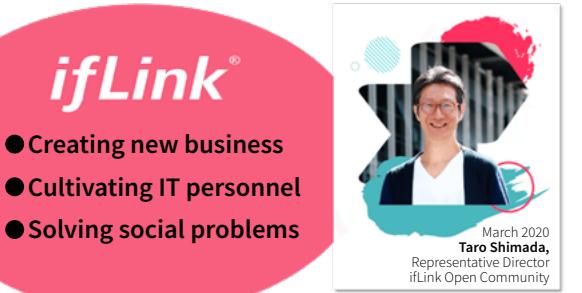 ifLink®
●Creating new business
●Cultivating IT personnel
●Solving social problems
March 2020
Taro Shimada,
Representative Director
ifLink Open Community